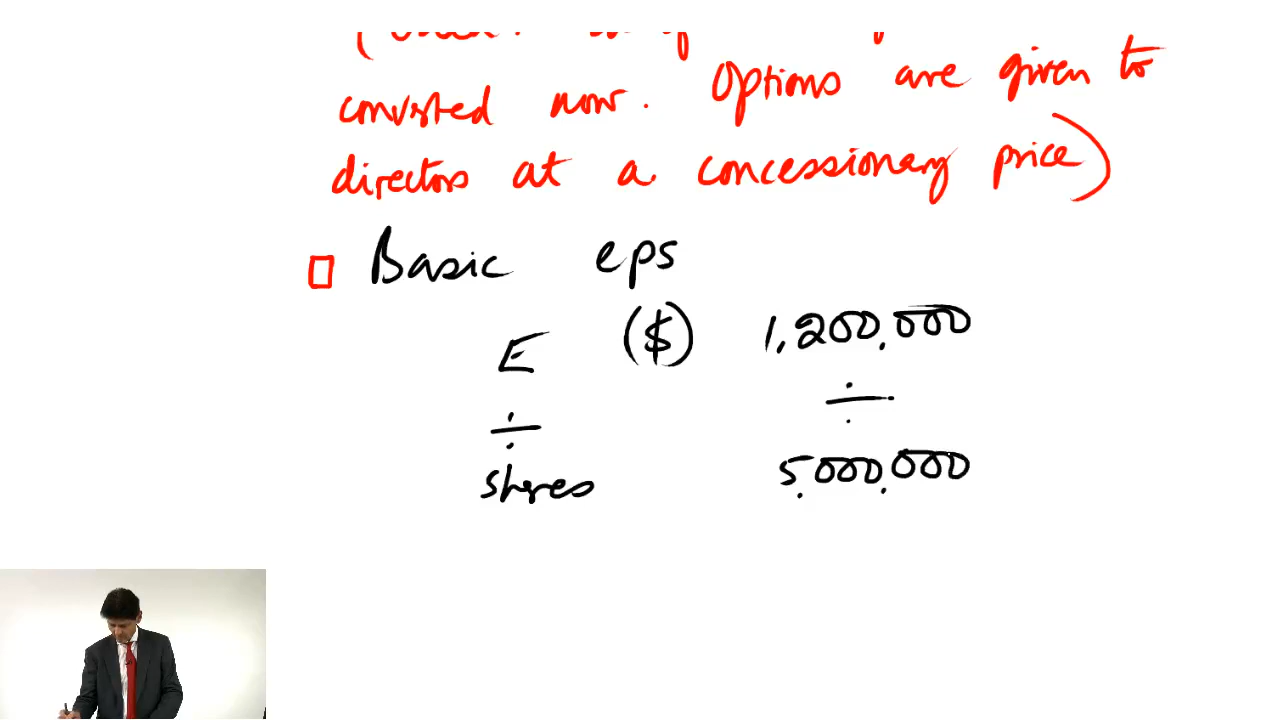 converted now. Options are given to
directors at a concessionary price)
Basic eps
E ($) 1,200,000
÷ ÷
shares 5,000,000